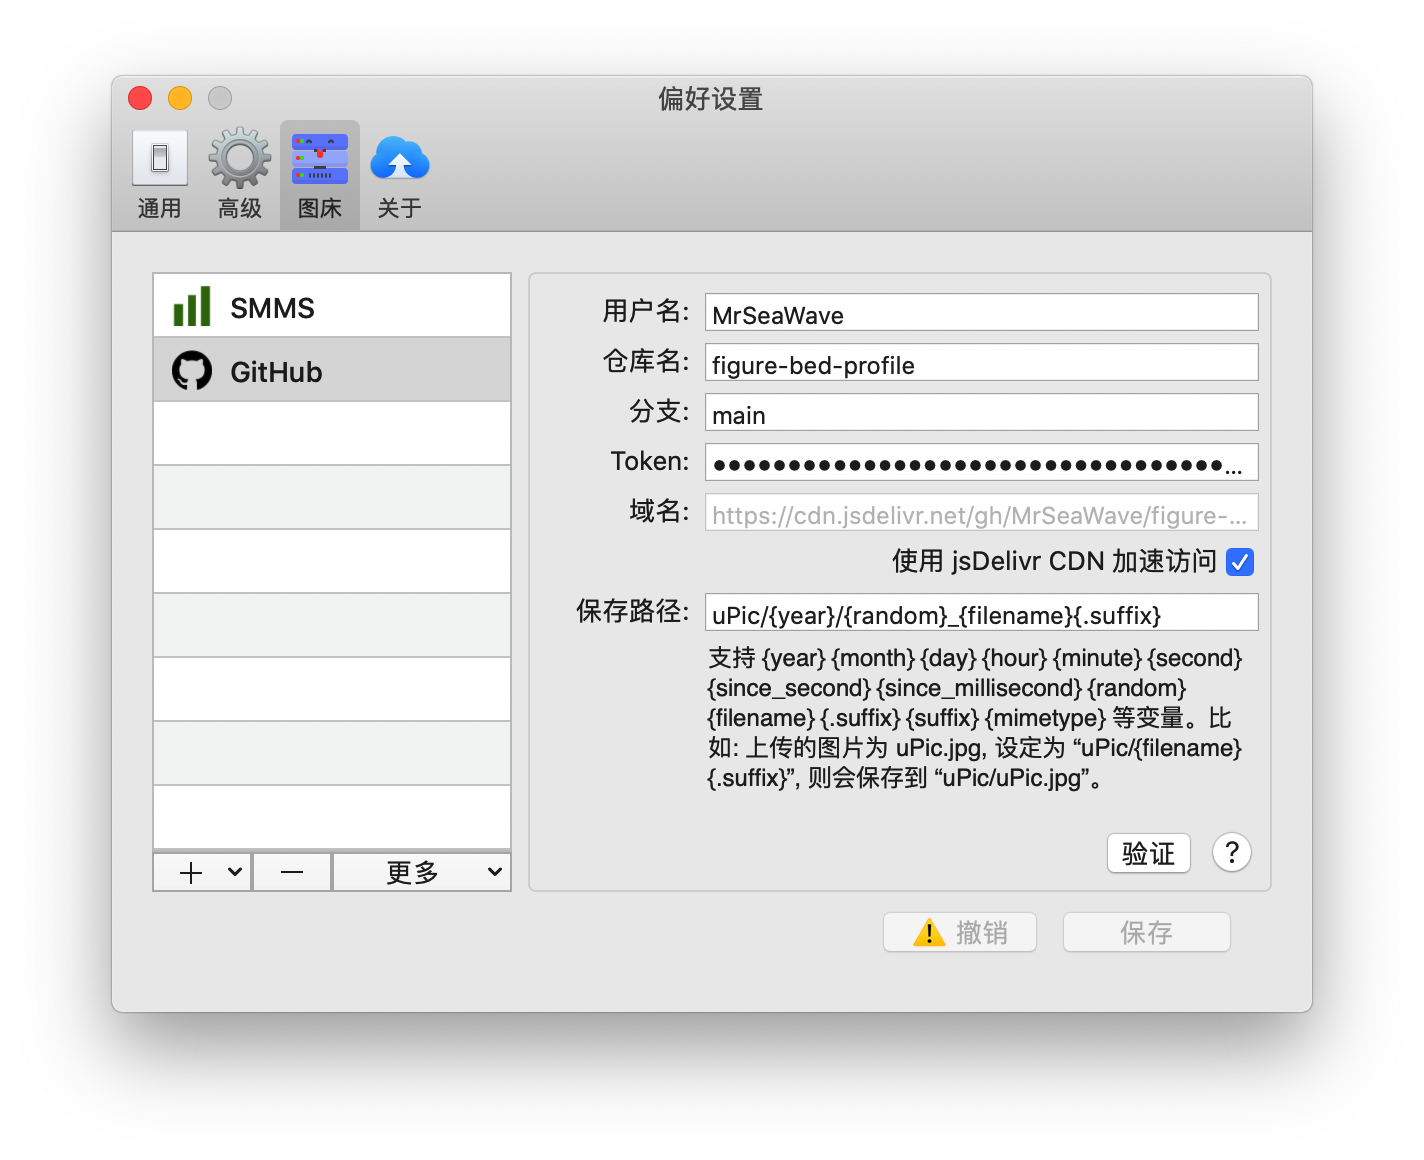 偏好设置
通用 高级 图床 关于
SMMS
GitHub
更多
用户名: MrSeaWave
仓库名: figure-bed-profile
分支: main
Token: ●●●●●●●●●●●●●●●●●●●●●●●●●●●●●●●●●●...
域名: https://cdn.jsdelivr.net/gh/MrSeaWave/figure-...
使用 jsDelivr CDN 加速访问
保存路径: uPic/{year}/{random}_{filename}{.suffix}
支持 {year} {month} {day} {hour} {minute} {second}
{since_second} {since_millisecond} {random}
{filename} {.suffix} {suffix} {mimetype} 等变量。比
如: 上传的图片为 uPic.jpg, 设定为 “uPic/{filename}
{.suffix}”, 则会保存到 “uPic/uPic.jpg”。
验证 ?
撤销 保存